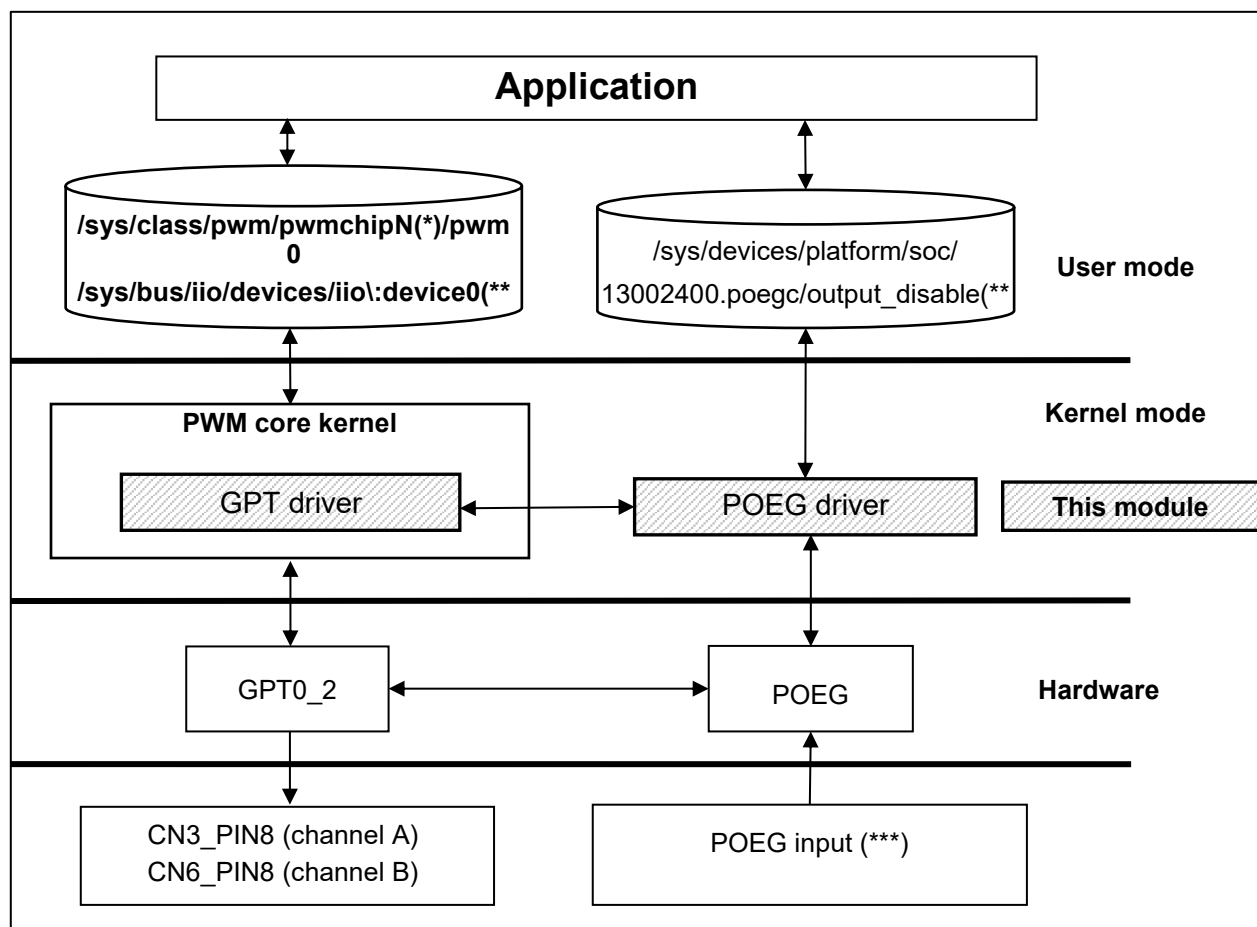 Application
/sys/class/pwm/pwmchipN(*)/pwm
0
/sys/bus/iio/devices/iio\:device0(**
/sys/devices/platform/soc/
13002400.poegc/output_disable(**
User mode
Kernel mode
PWM core kernel
GPT driver
POEG driver
This module
GPT0_2
POEG
Hardware
CN3_PIN8 (channel A)
CN6_PIN8 (channel B)
POEG input (***)